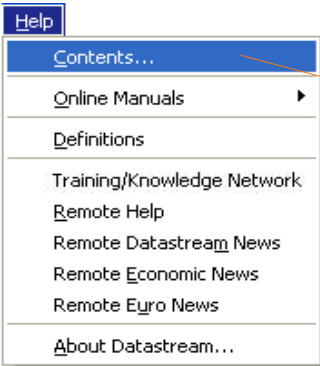 Help
Contents...
Online Manuals
Definitions
Training/Knowledge Network
Remote Help
Remote Datastream News
Remote Economic News
Remote Euro News
About Datastream...